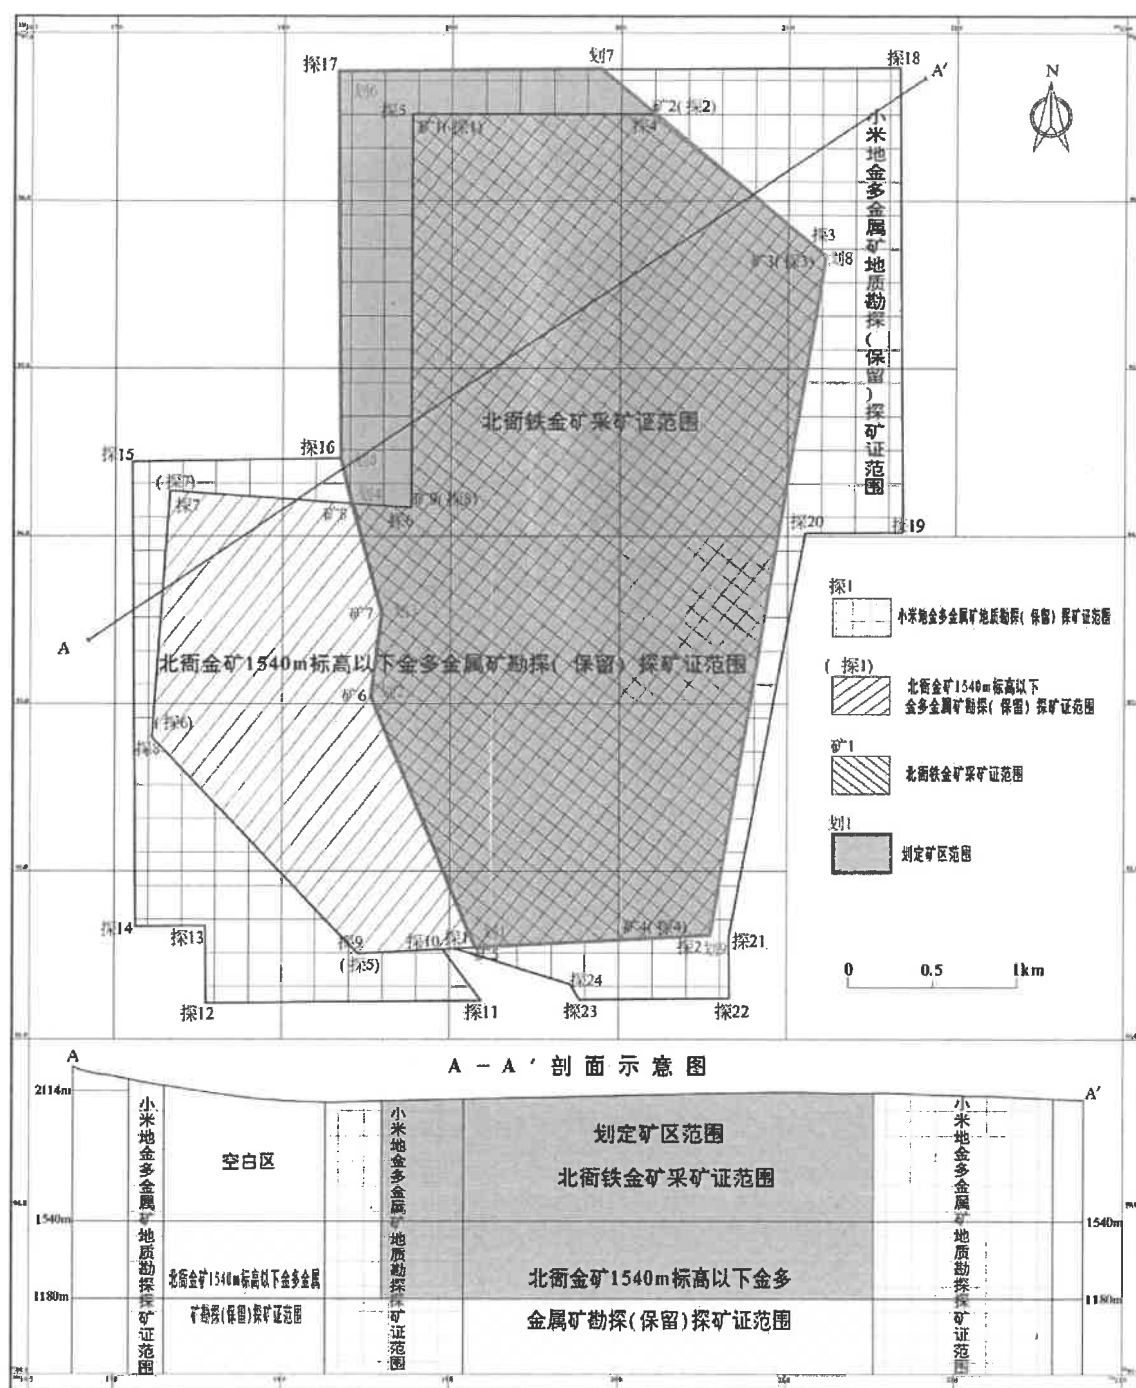 探17
划7
探18
A'
N
划6
探5
矿2(探2)
矿1(探1)
探4
小米地金多金属矿地质勘探(保留)探矿证范围
探3
矿3(探3)
划8
北衙铁金矿采矿证范围
探15
探16
(探7)
探7
矿8
矿9(探8)
探6
探20
探19
矿7
A
北衙金矿1540m标高以下金多金属矿勘探(保留)探矿证范围
矿6
(探6)
探8
探14
探13
探9
(探5)
探10
探1
矿4(探4)
探2
划9
探21
探24
探12
探11
探23
探22
探1
小米地金多金属矿地质勘探(保留)探矿证范围
(探1)
北衙金矿1540m标高以下
金多金属矿勘探(保留)探矿证范围
矿1
北衙铁金矿采矿证范围
划1
划定矿区范围
0 0.5 1km
A-A'剖面示意图
A
A'
2114m
1540m
1180m
1540m
1180m
小米地金多金属矿地质勘探探矿证范围
空白区
北衙金矿1540m标高以下金多金属
矿勘探(保留)探矿证范围
小米地金多金属矿地质勘探探矿证范围
划定矿区范围
北衙铁金矿采矿证范围
北衙金矿1540m标高以下金多
金属矿勘探(保留)探矿证范围
小米地金多金属矿地质勘探探矿证范围